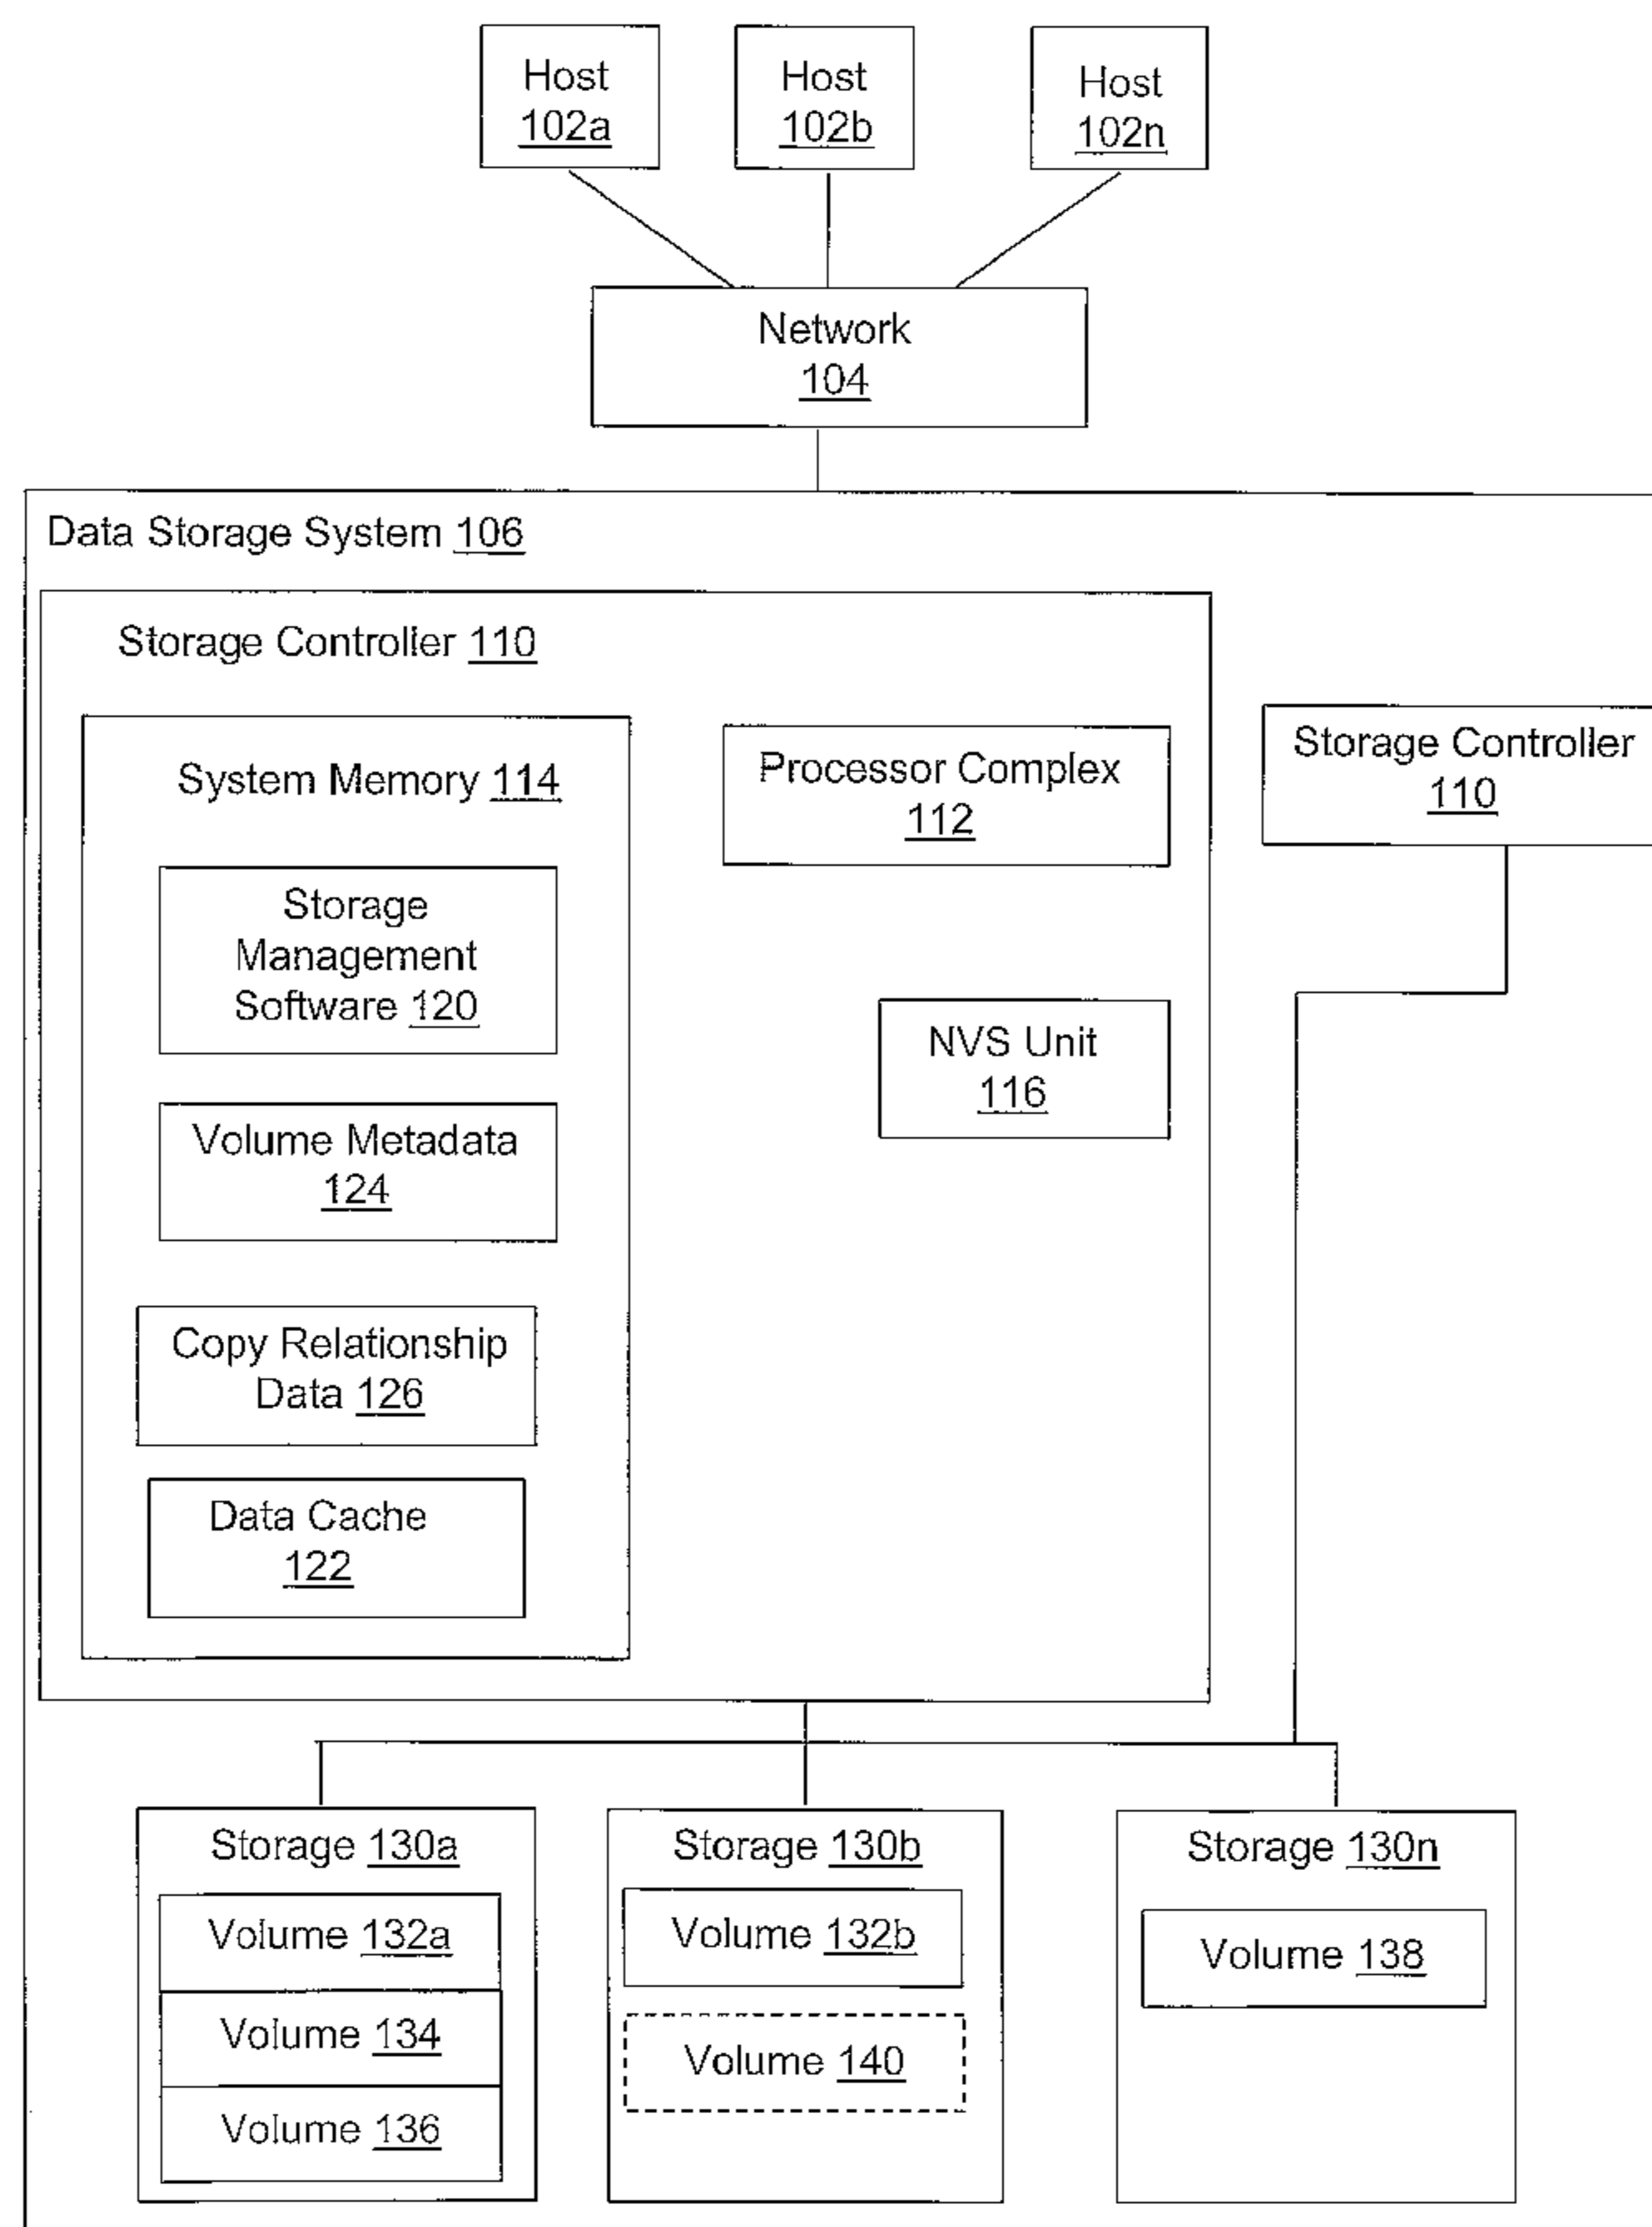 Host
102a
Host
102b
Host
102n
Network
104
Data Storage System 106
Storage Controller 110
System Memory 114
Storage
Management
Software 120
Volume Metadata
124
Copy Relationship
Data 126
Data Cache
122
Processor Complex
112
NVS Unit
116
Storage Controller
110
Storage 130a
Volume 132a
Volume 134
Volume 136
Storage 130b
Volume 132b
Volume 140
Storage 130n
Volume 138